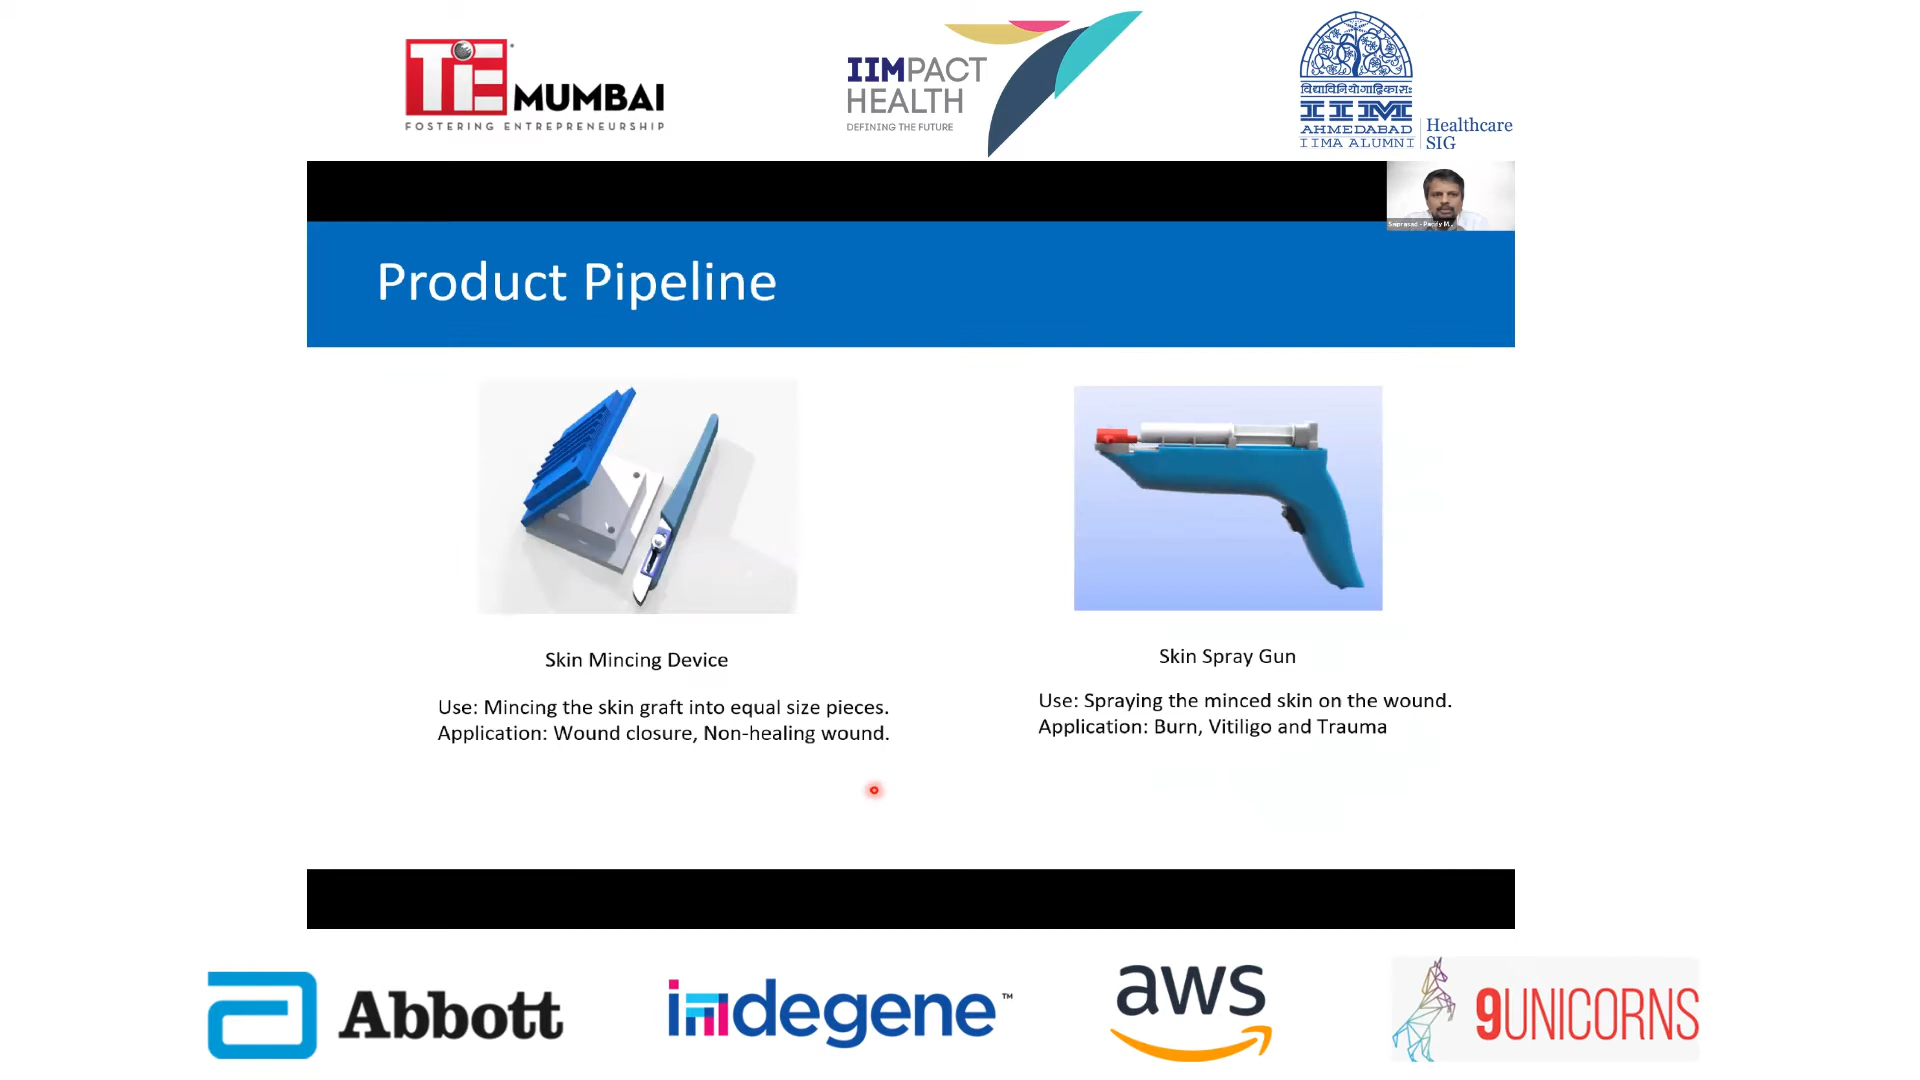 TiE MUMBAI
FOSTERING ENTREPRENEURSHIP
IIMPACT
HEALTH
DEFINING THE FUTURE
विद्याविनियोगाद्विकासः
IIM
AHMEDABAD
IIMA ALUMNI
Healthcare
SIG
Product Pipeline
Skin Mincing Device
Use: Mincing the skin graft into equal size pieces.
Application: Wound closure, Non-healing wound.
Skin Spray Gun
Use: Spraying the minced skin on the wound.
Application: Burn, Vitiligo and Trauma
Abbott
indegene™
aws
9UNICORNS